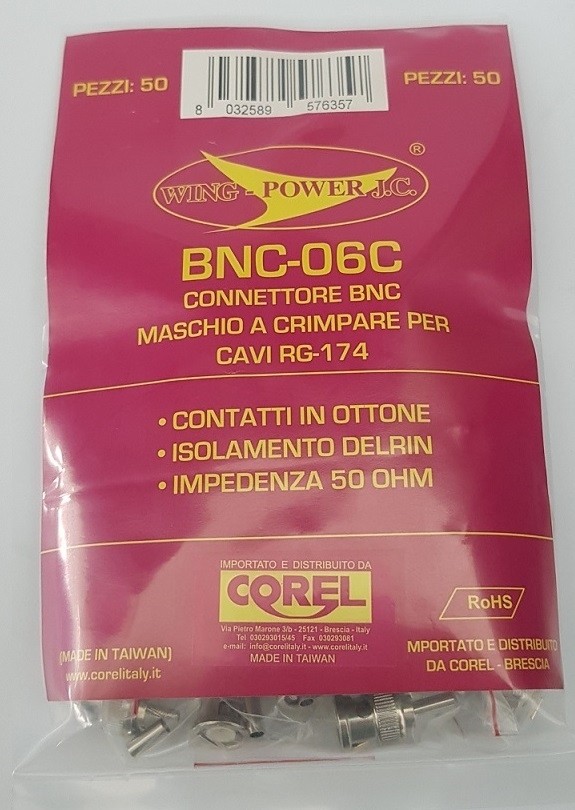 PEZZI: 50
PEZZI: 50
8 032589 576357
WING - POWER J.C. ®
BNC-06C
CONNETTORE BNC
MASCHIO A CRIMPARE PER
CAVI RG-174
• CONTATTI IN OTTONE
• ISOLAMENTO DELRIN
• IMPEDENZA 50 OHM
IMPORTATO E DISTRIBUITO DA
COREL
Via Pietro Marone 3/b - 25121 - Brescia - Italy
Tel 030293015/45 Fax 030293081
e-mail: info@corelitaly.it - www.corelitaly.it
MADE IN TAIWAN
RoHS
(MADE IN TAIWAN)
www.corelitaly.it
MPORTATO E DISTRIBUITO
DA COREL - BRESCIA